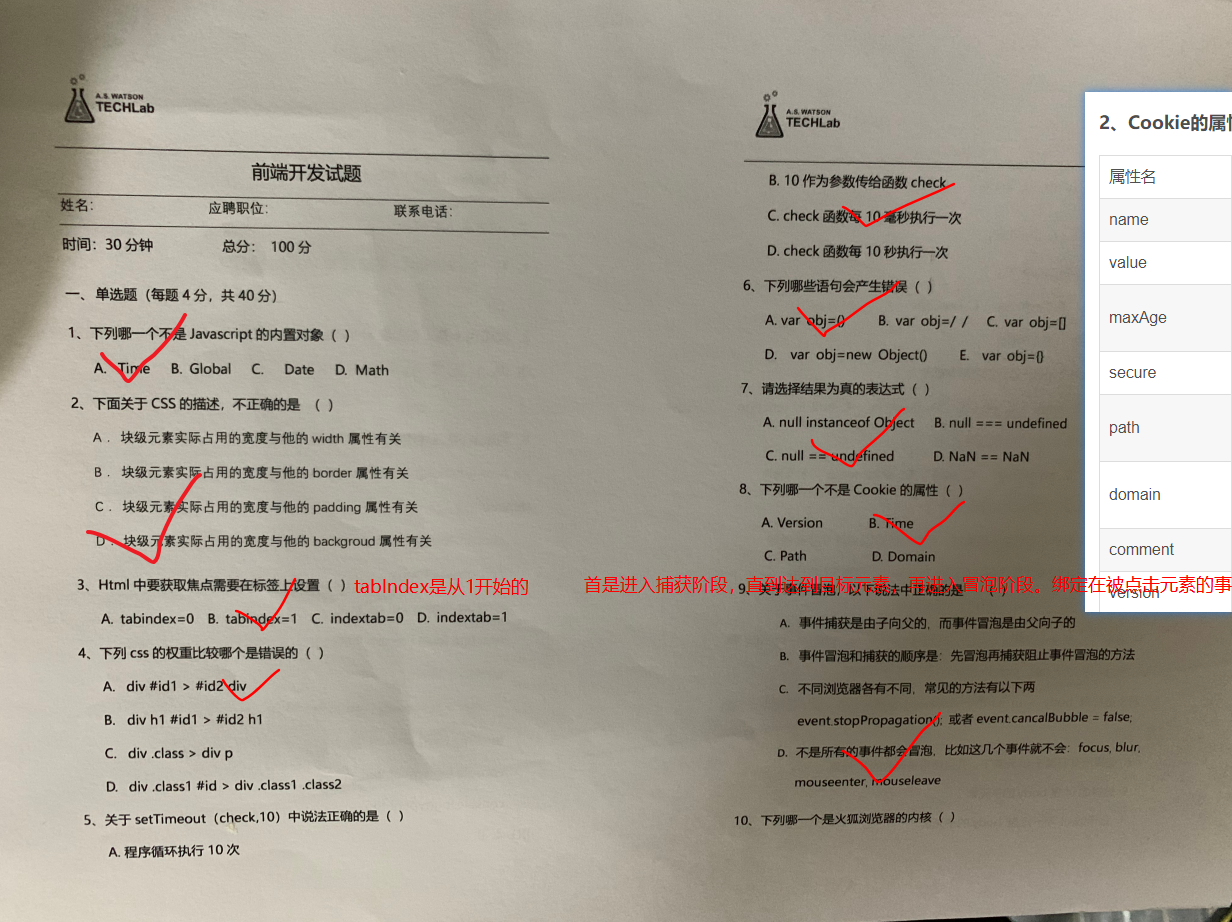 A.S. WATSON
TECHLab
前端开发试题
姓名: 应聘职位: 联系电话:
时间: 30 分钟 总分: 100 分
一、单选题（每题 4 分，共 40 分）
1、下列哪一个不是 Javascript 的内置对象（ ）
A. Time B. Global C. Date D. Math
2、下面关于 CSS 的描述，不正确的是 （ ）
A． 块级元素实际占用的宽度与他的 width 属性有关
B． 块级元素实际占用的宽度与他的 border 属性有关
C． 块级元素实际占用的宽度与他的 padding 属性有关
D． 块级元素实际占用的宽度与他的 backgroud 属性有关
3、Html 中要获取焦点需要在标签上设置（ ）tabIndex是从1开始的
A. tabindex=0 B. tabindex=1 C. indextab=0 D. indextab=1
4、下列 css 的权重比较哪个是错误的（ ）
A. div #id1 > #id2 div
B. div h1 #id1 > #id2 h1
C. div .class > div p
D. div .class1 #id > div .class1 .class2
5、关于 setTimeout（check,10）中说法正确的是（ ）
A. 程序循环执行 10 次
A.S. WATSON
TECHLab
B. 10 作为参数传给函数 check
C. check 函数每 10 毫秒执行一次
D. check 函数每 10 秒执行一次
6、下列哪些语句会产生错误（ ）
A. var obj=() B. var obj=/ / C. var obj=[]
D. var obj=new Object() E. var obj={}
7、请选择结果为真的表达式（ ）
A. null instanceof Object B. null === undefined
C. null == undefined D. NaN == NaN
8、下列哪一个不是 Cookie 的属性（ ）
A. Version B. Time
C. Path D. Domain
首是进入捕获阶段，直到达到目标元素，再进入冒泡阶段。绑定在被点击元素的事
9、关于事件冒泡，以下说法中正确的是 （ ）
A. 事件捕获是由子向父的，而事件冒泡是由父向子的
B. 事件冒泡和捕获的顺序是：先冒泡再捕获阻止事件冒泡的方法
C. 不同浏览器各有不同，常见的方法有以下两
event.stopPropagation(); 或者 event.cancalBubble = false;
D. 不是所有的事件都会冒泡，比如这几个事件就不会：focus, blur,
mouseenter, mouseleave
10、下列哪一个是火狐浏览器的内核（ ）
2、Cookie的属
属性名
name
value
maxAge
secure
path
domain
comment
version